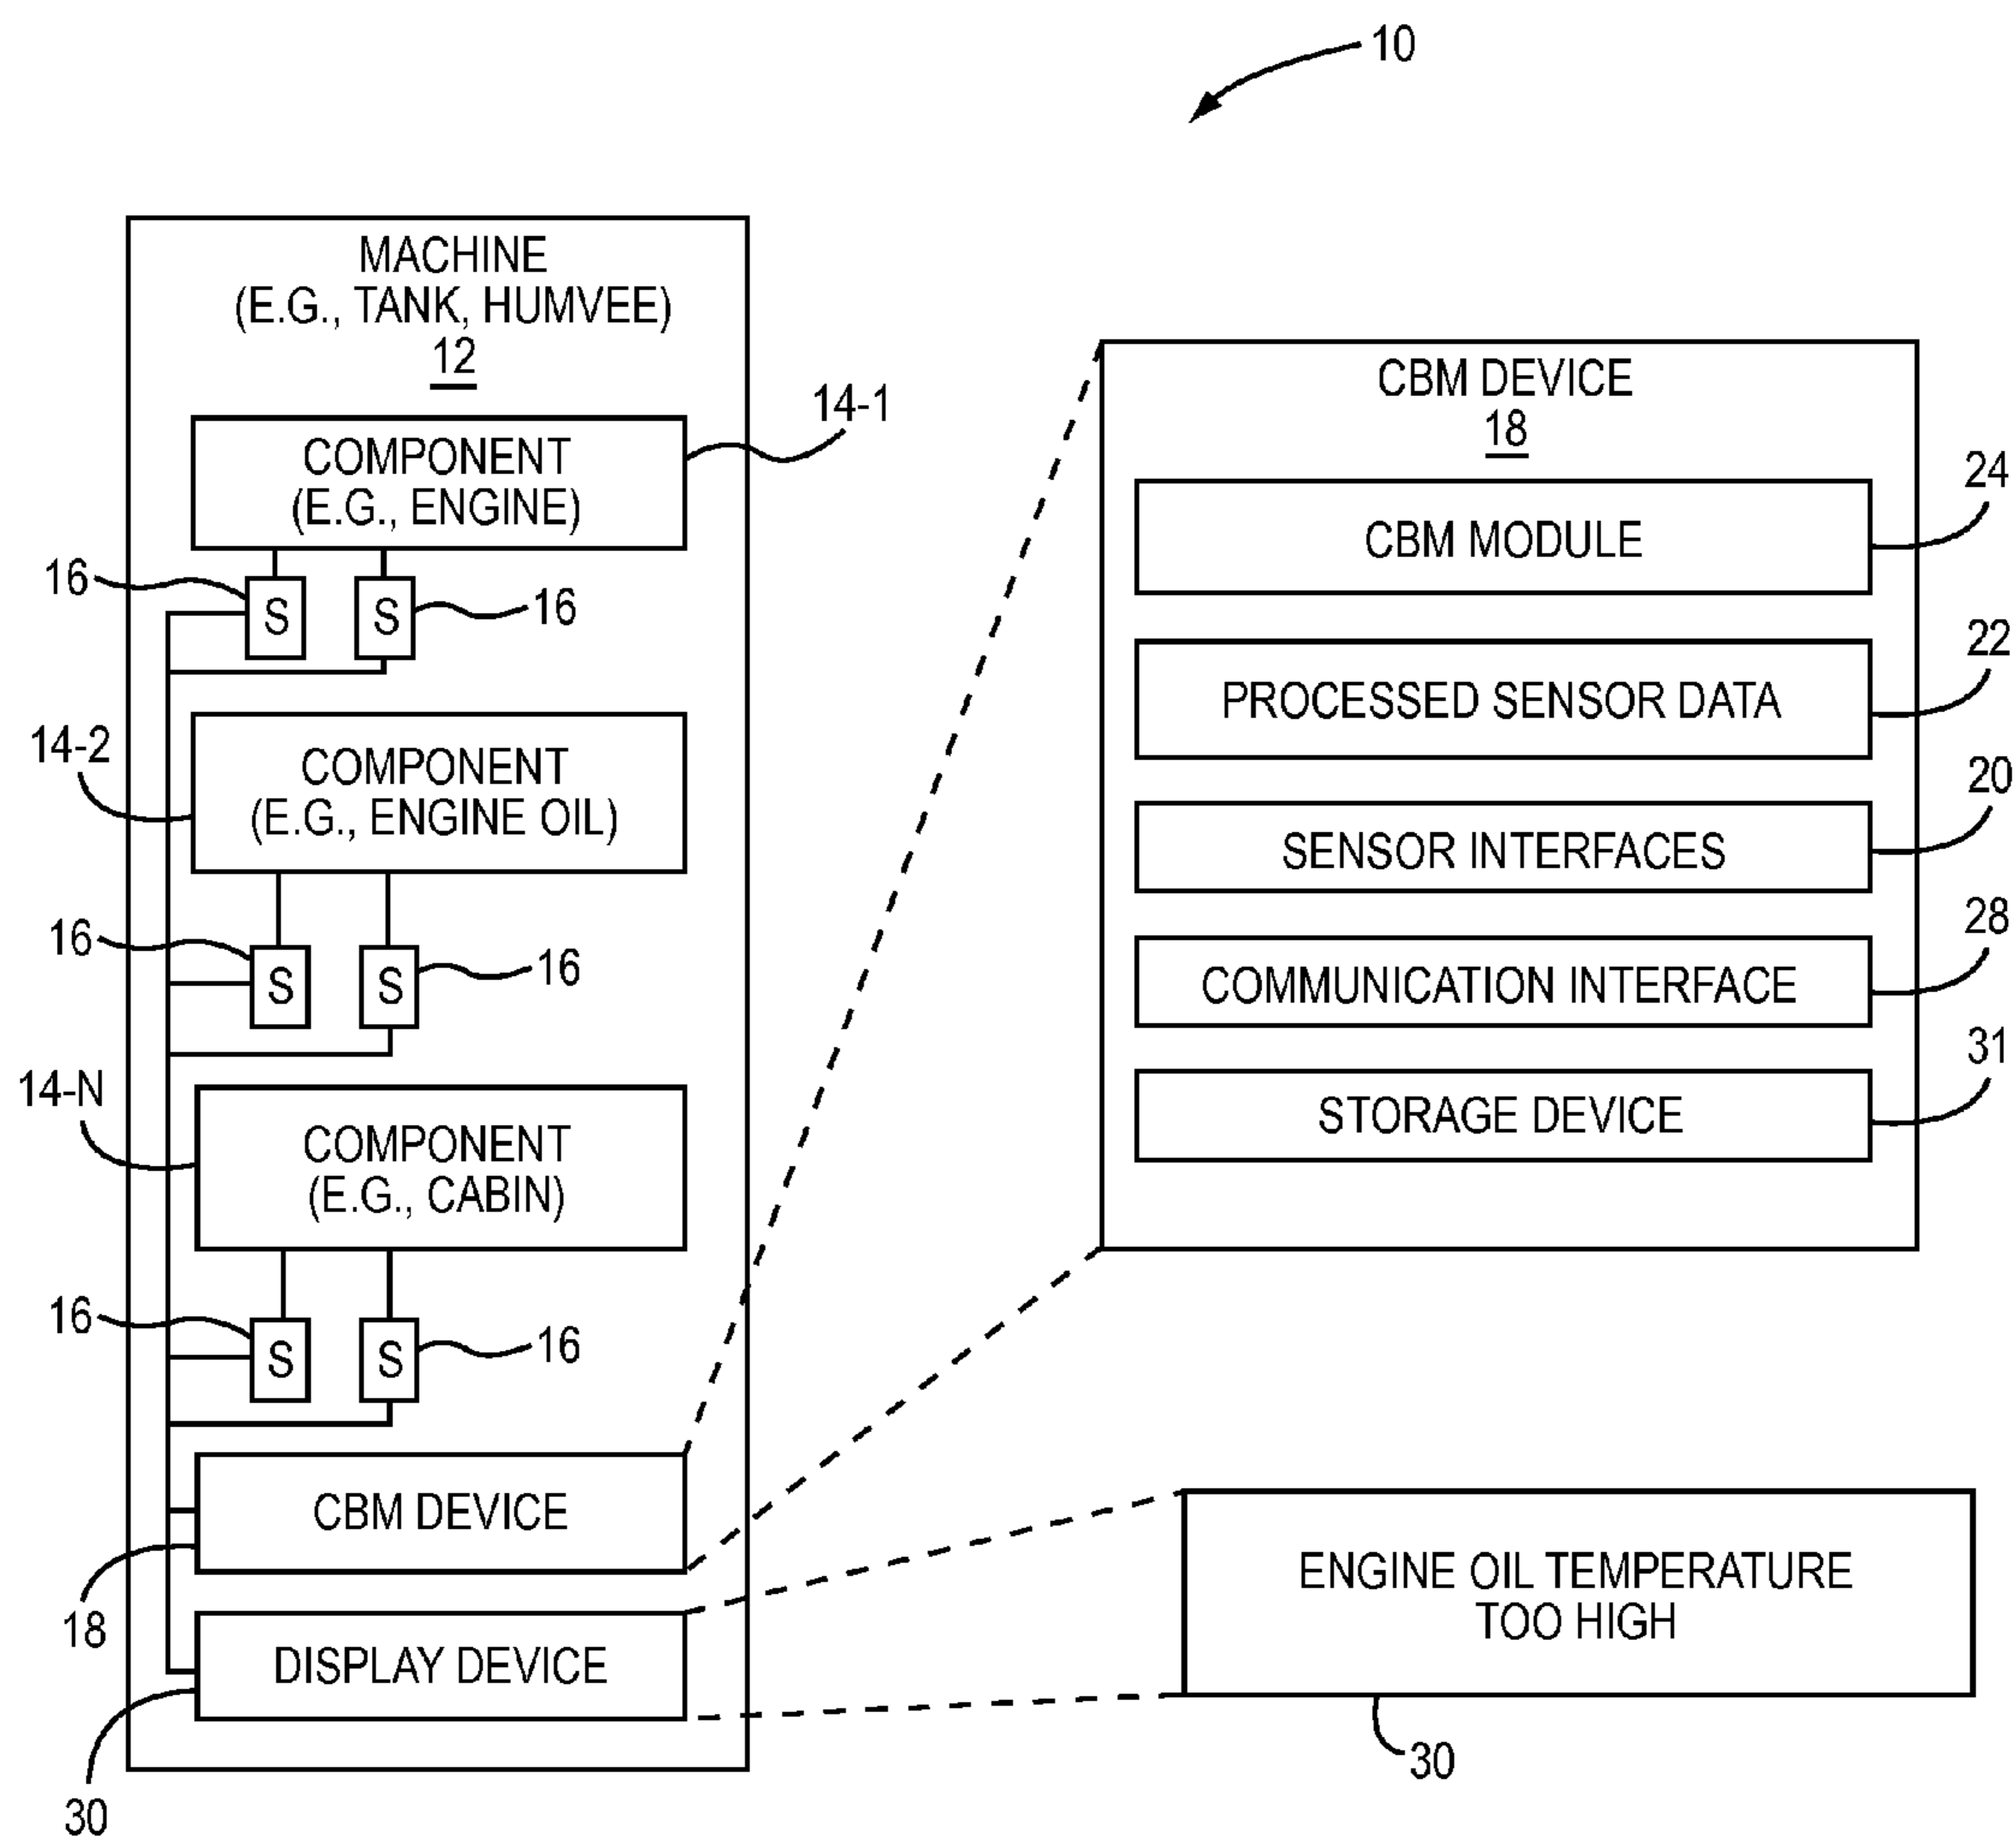 10
MACHINE
(E.G., TANK, HUMVEE)
12
14-1
COMPONENT
(E.G., ENGINE)
16
S
S
16
14-2
COMPONENT
(E.G., ENGINE OIL)
16
S
S
16
14-N
COMPONENT
(E.G., CABIN)
16
S
S
16
CBM DEVICE
18
DISPLAY DEVICE
30
CBM DEVICE
18
CBM MODULE
24
PROCESSED SENSOR DATA
22
SENSOR INTERFACES
20
COMMUNICATION INTERFACE
28
STORAGE DEVICE
31
ENGINE OIL TEMPERATURE
TOO HIGH
30